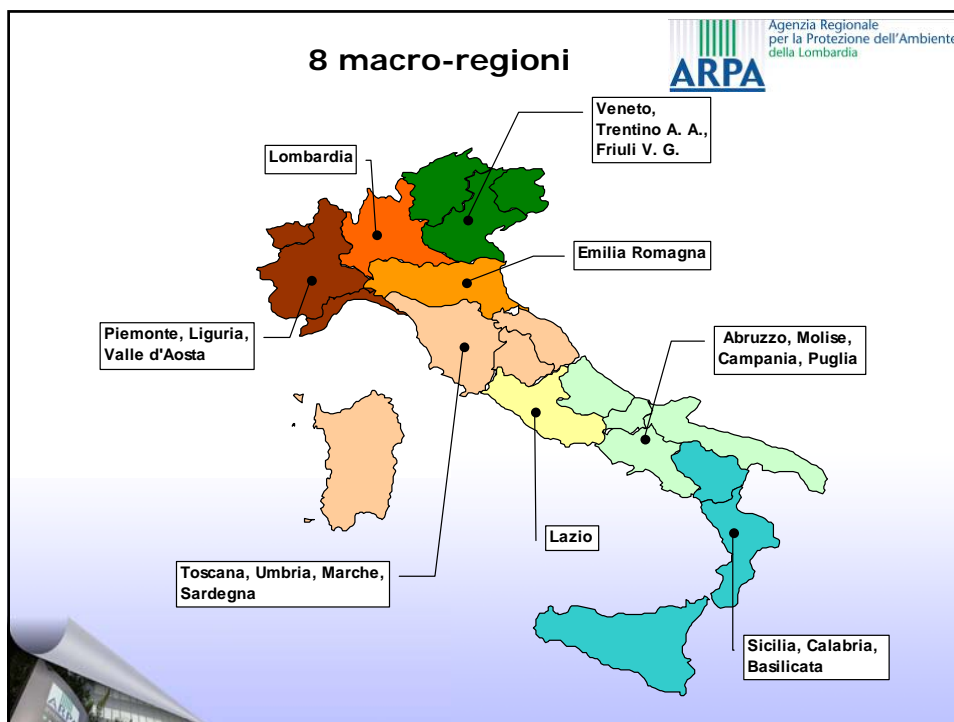 8 macro-regioni
ARPA
Agenzia Regionale
per la Protezione dell'Ambiente
della Lombardia
Veneto,
Trentino A. A.,
Friuli V. G.
Lombardia
Emilia Romagna
Piemonte, Liguria,
Valle d'Aosta
Abruzzo, Molise,
Campania, Puglia
Lazio
Toscana, Umbria, Marche,
Sardegna
Sicilia, Calabria,
Basilicata
ARPA